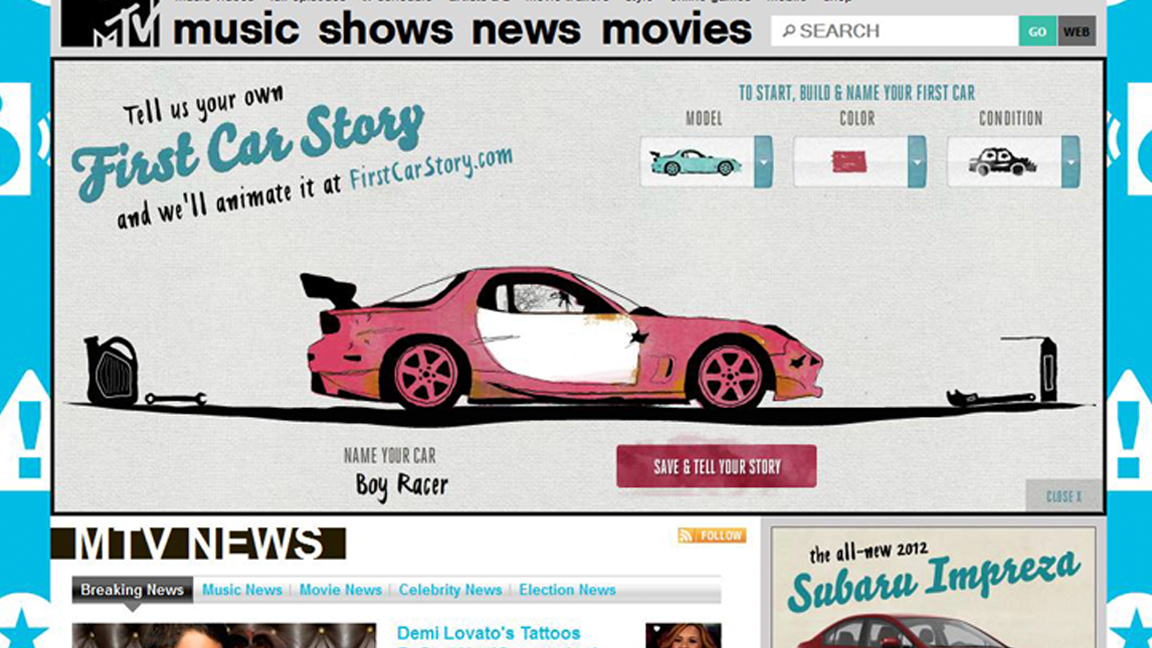 MTV
music shows news movies
SEARCH
GO
WEB
Tell us your own
First Car Story
and we'll animate it at FirstCarStory.com
TO START, BUILD & NAME YOUR FIRST CAR
MODEL
COLOR
CONDITION
NAME YOUR CAR
Boy Racer
SAVE & TELL YOUR STORY
CLOSE X
MTV NEWS
FOLLOW
Breaking News
Music News
Movie News
Celebrity News
Election News
Demi Lovato's Tattoos
the all-new 2012
Subaru Impreza